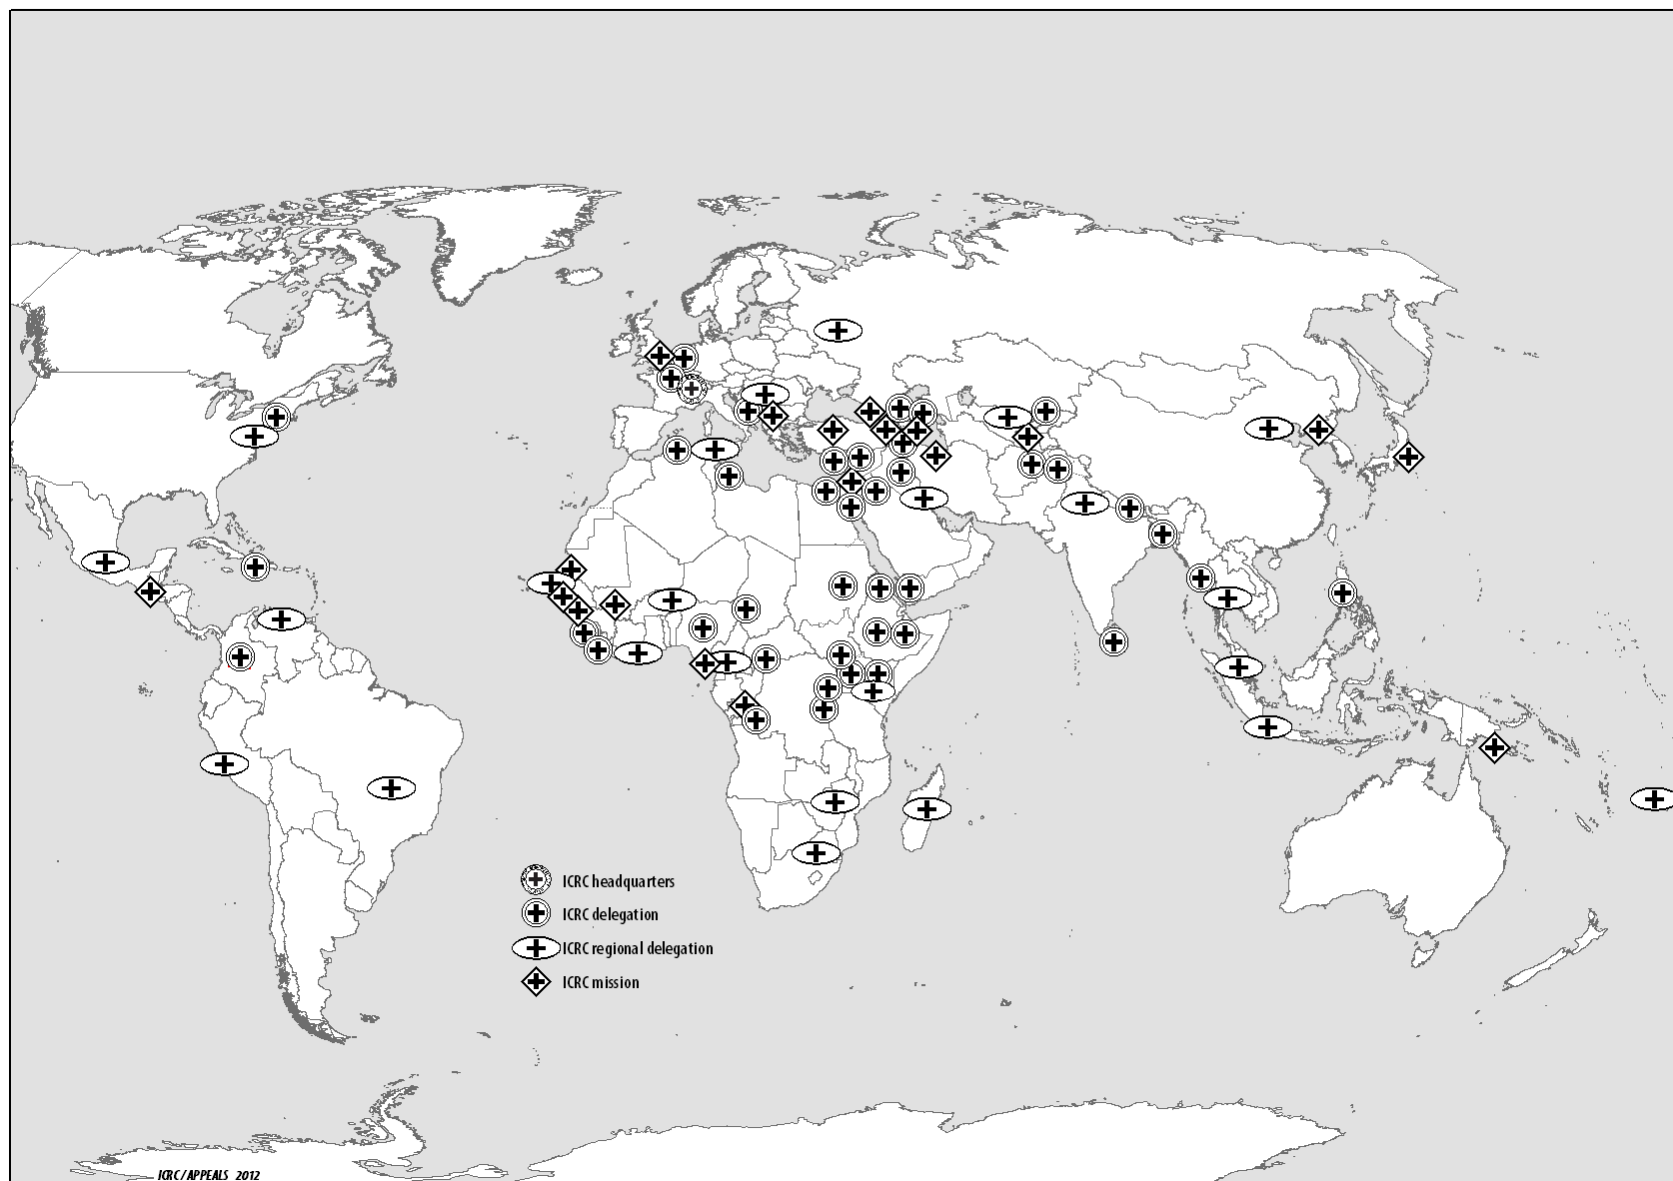 ICRC headquarters
ICRC delegation
ICRC regional delegation
ICRC mission
ICRC/APPEALS 2012